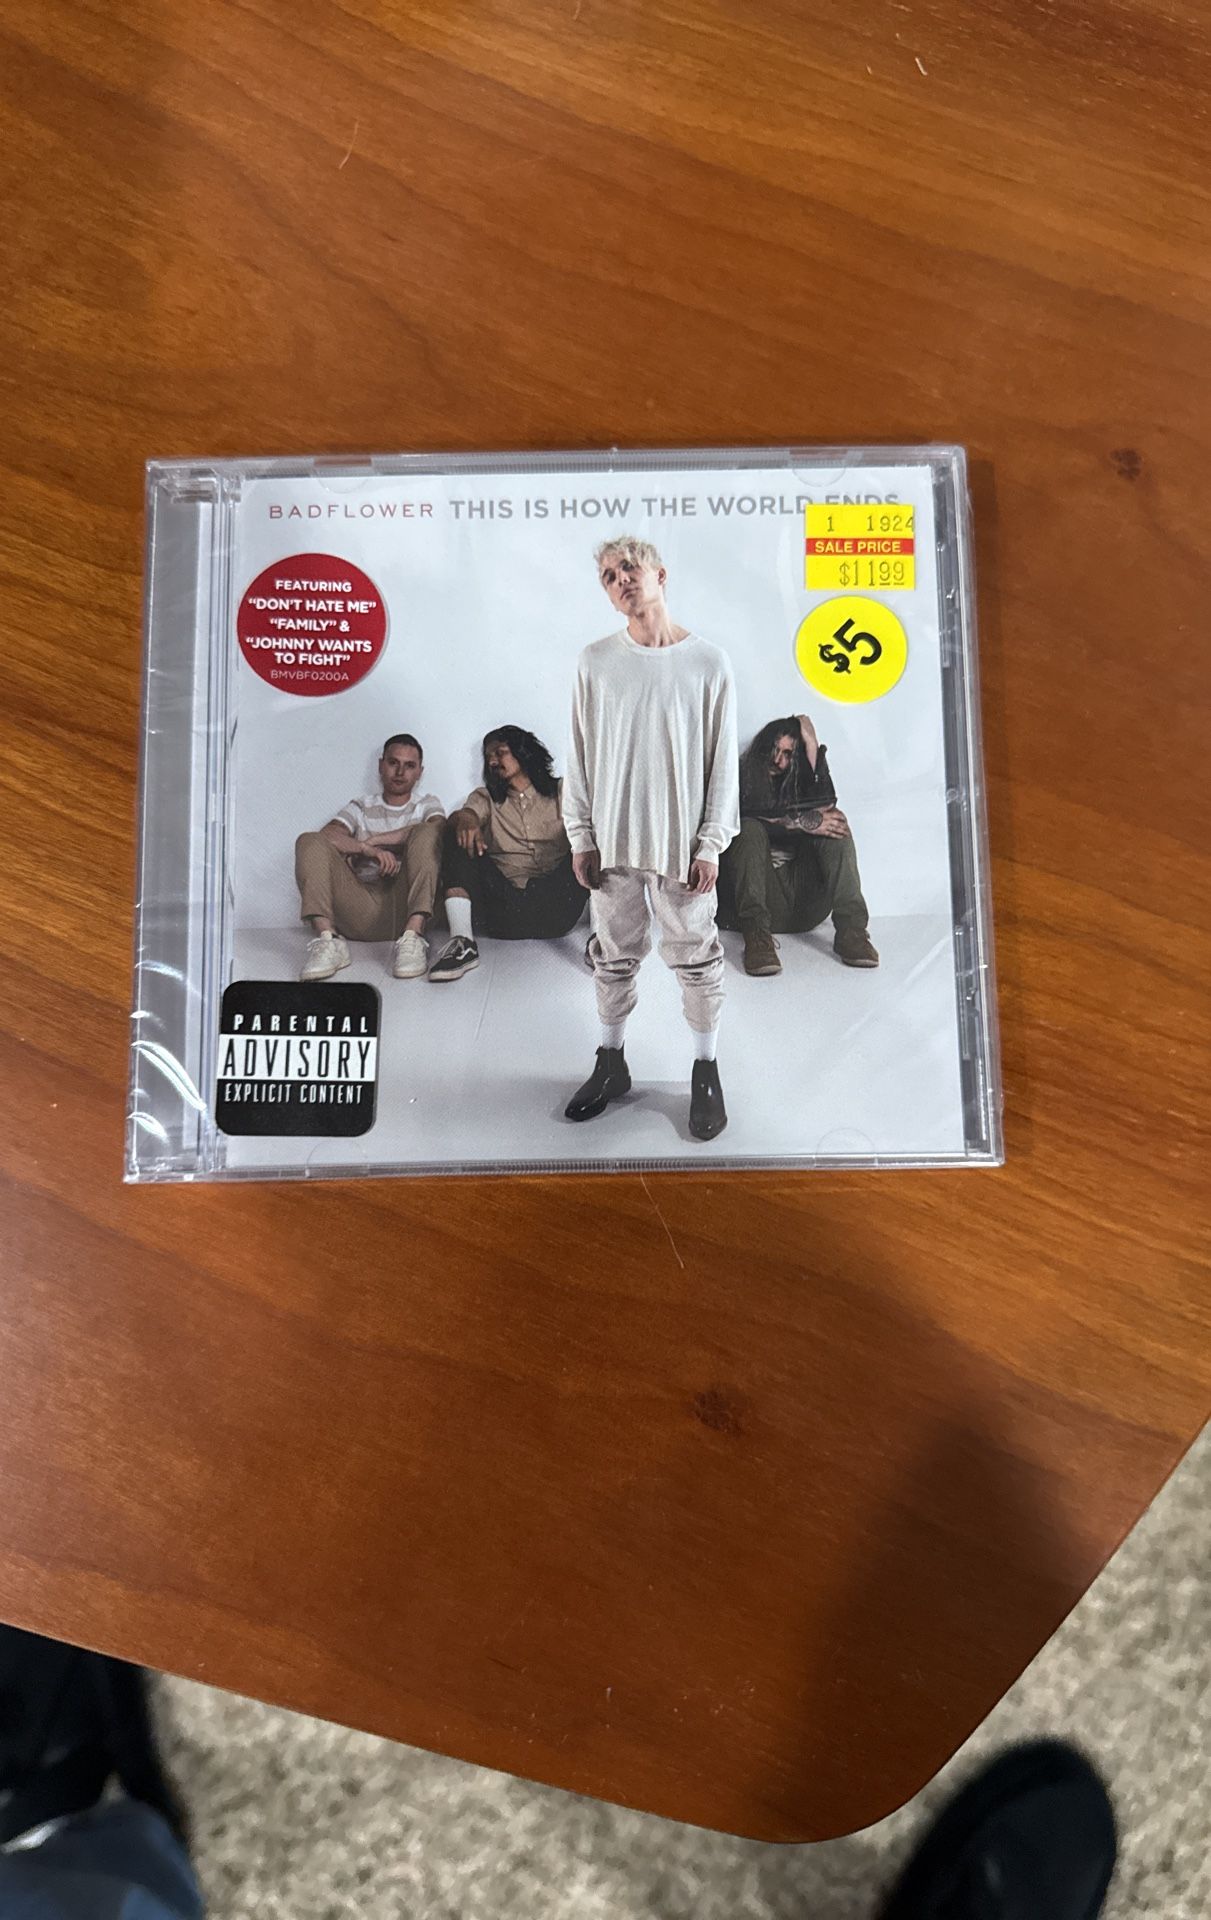 BADFLOWER THIS IS HOW THE WORLD ENDS
1 1924
SALE PRICE
$11.99
$5
FEATURING
“DON’T HATE ME”
“FAMILY” &
“JOHNNY WANTS
TO FIGHT”
BMVBF0200A
PARENTAL
ADVISORY
EXPLICIT CONTENT